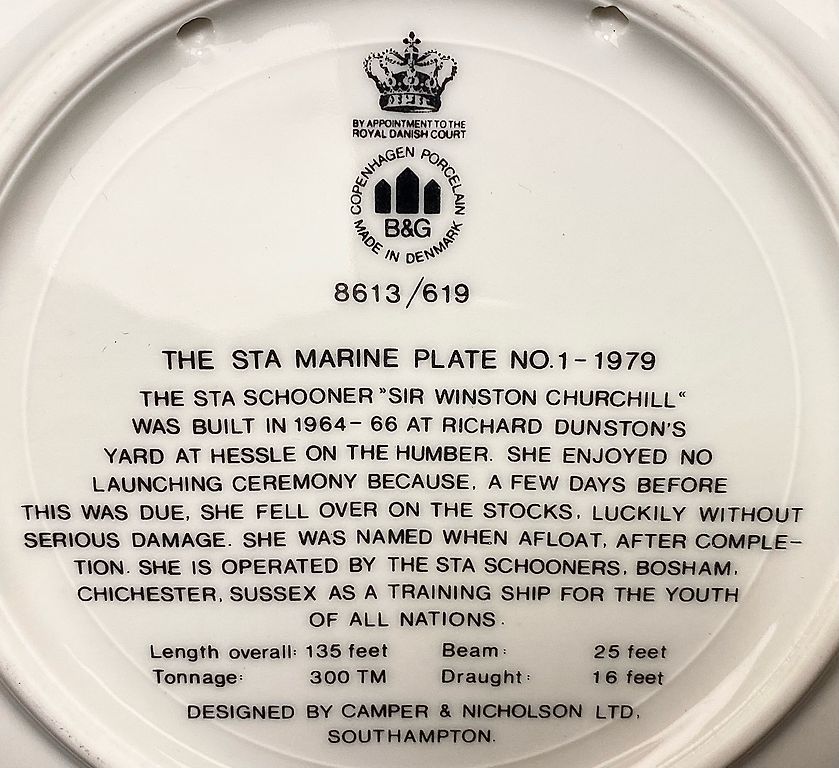 BY APPOINTMENT TO THE
ROYAL DANISH COURT
COPENHAGEN PORCELAIN
B&G
MADE IN DENMARK
8613/619
THE STA MARINE PLATE NO.1-1979
THE STA SCHOONER "SIR WINSTON CHURCHILL"
WAS BUILT IN 1964-66 AT RICHARD DUNSTON'S
YARD AT HESSLE ON THE HUMBER. SHE ENJOYED NO
LAUNCHING CEREMONY BECAUSE, A FEW DAYS BEFORE
THIS WAS DUE, SHE FELL OVER ON THE STOCKS, LUCKILY WITHOUT
SERIOUS DAMAGE. SHE WAS NAMED WHEN AFLOAT, AFTER COMPLE-
TION. SHE IS OPERATED BY THE STA SCHOONERS, BOSHAM,
CHICHESTER, SUSSEX AS A TRAINING SHIP FOR THE YOUTH
OF ALL NATIONS.
Length overall: 135 feet Beam: 25 feet
Tonnage: 300 TM Draught: 16 feet
DESIGNED BY CAMPER & NICHOLSON LTD,
SOUTHAMPTON.